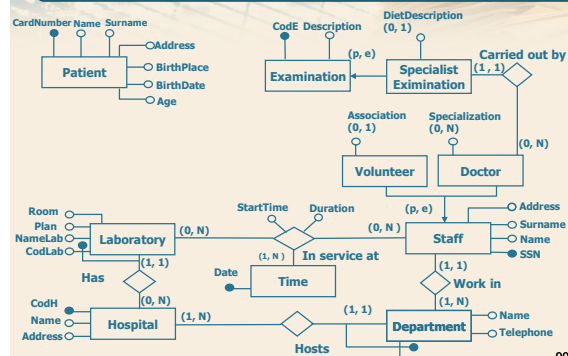 CardNumber Name Surname
Address
BirthPlace
BirthDate
Age
Patient
CodE Description
DietDescription
(0, 1)
(p, e)
Examination
Specialist
Eximination
(1, 1)
Carried out by
(0, N)
Association
(0, 1)
Specialization
(0, N)
Volunteer
Doctor
Room
Plan
NameLab
CodLab
Laboratory
(0, N)
StartTime
Duration
(1, N)
In service at
Date
Time
(0, N)
(p, e)
Staff
Address
Surname
Name
SSN
(1, 1)
Has
(0, N)
(1, 1)
Work in
(1, N)
CodH
Name
Address
Hospital
(1, N)
Hosts
(1, 1)
Department
Name
Telephone